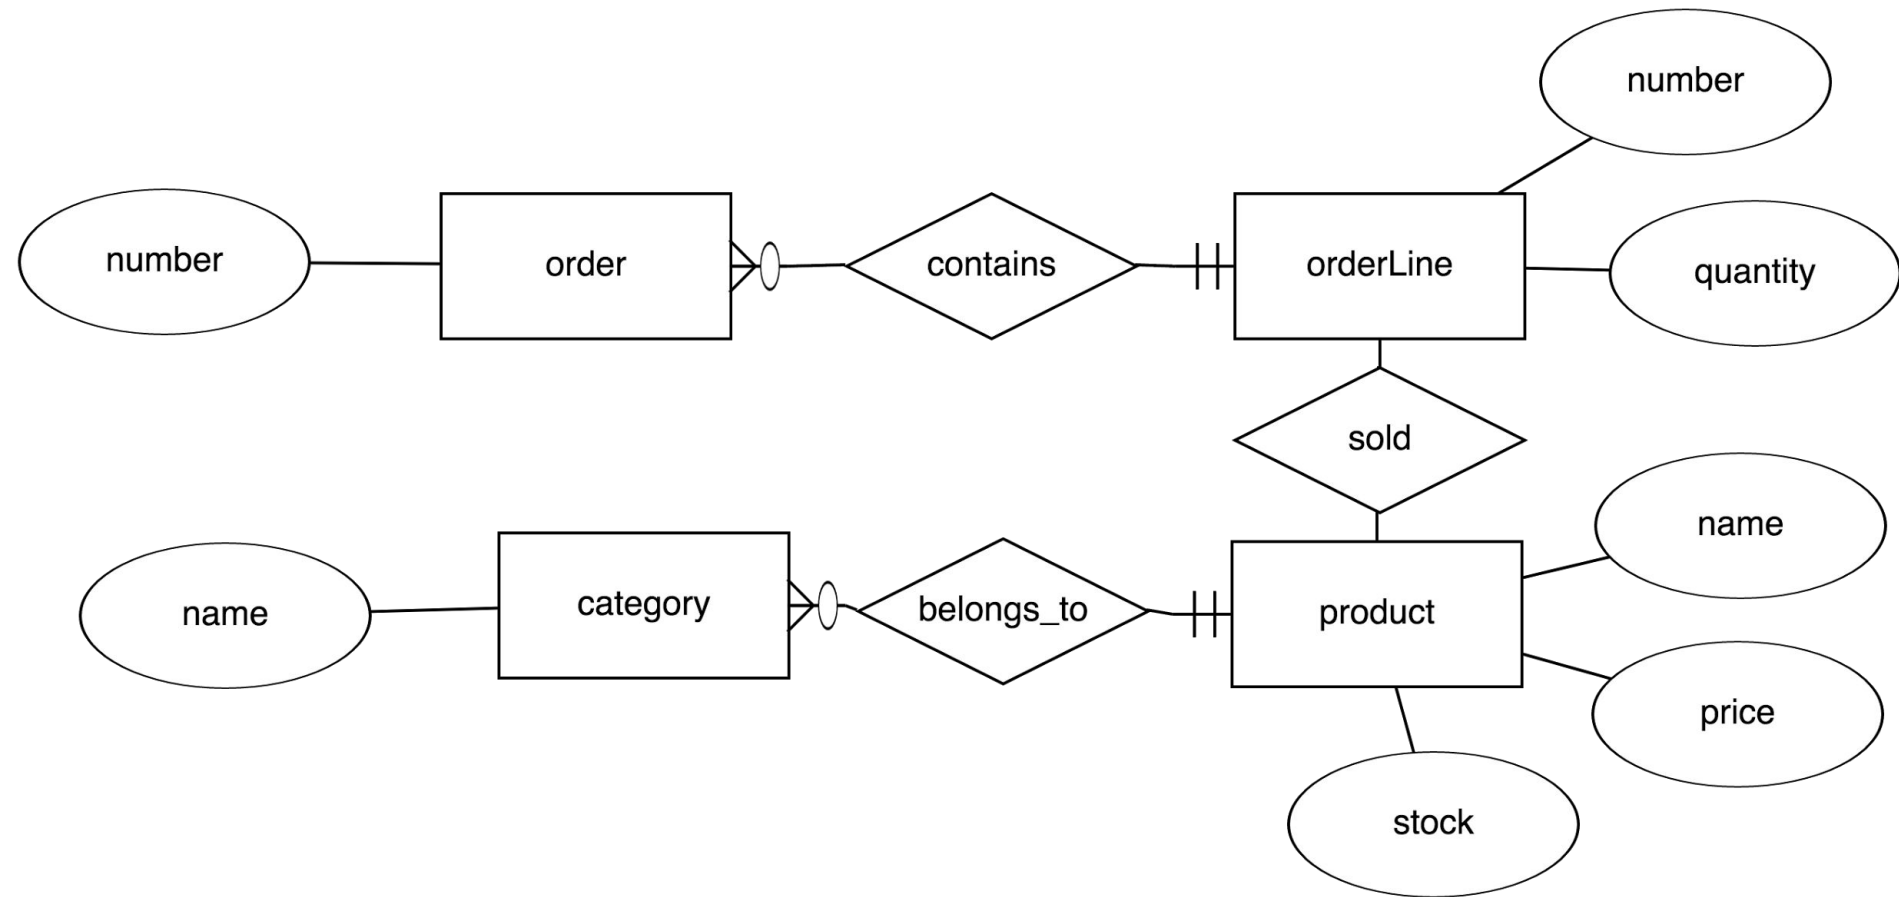 number
number
order
contains
orderLine
quantity
sold
name
name
category
belongs_to
product
price
stock